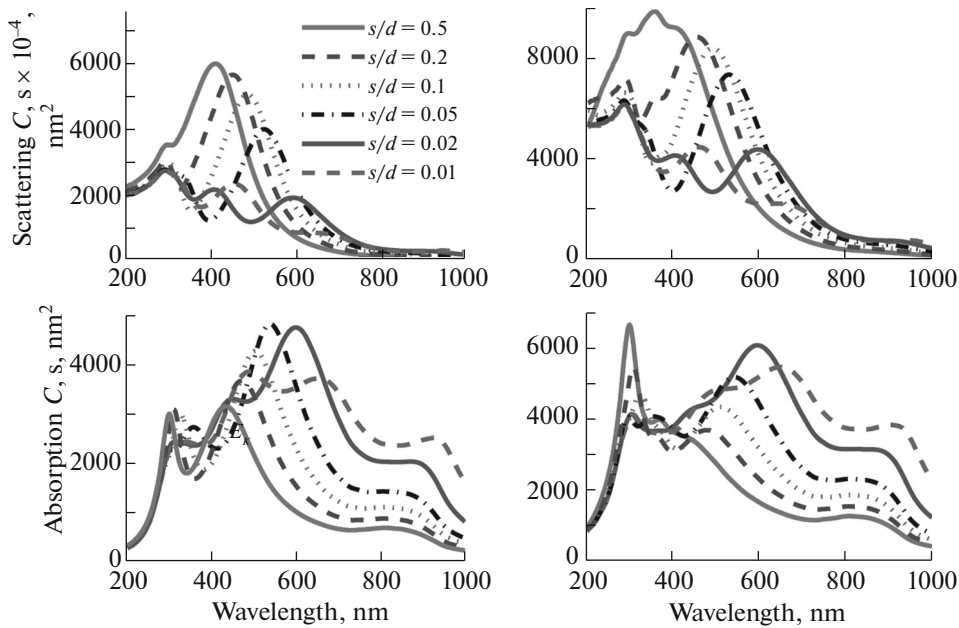 Scattering C, s × 10⁻⁴,
nm²
6000
4000
2000
0
s/d = 0.5
s/d = 0.2
s/d = 0.1
s/d = 0.05
s/d = 0.02
s/d = 0.01
200 400 600 800 1000
8000
4000
0
200 400 600 800 1000
Absorption C, s, nm²
4000
2000
0
200 400 600 800 1000
Wavelength, nm
6000
4000
2000
0
200 400 600 800 1000
Wavelength, nm